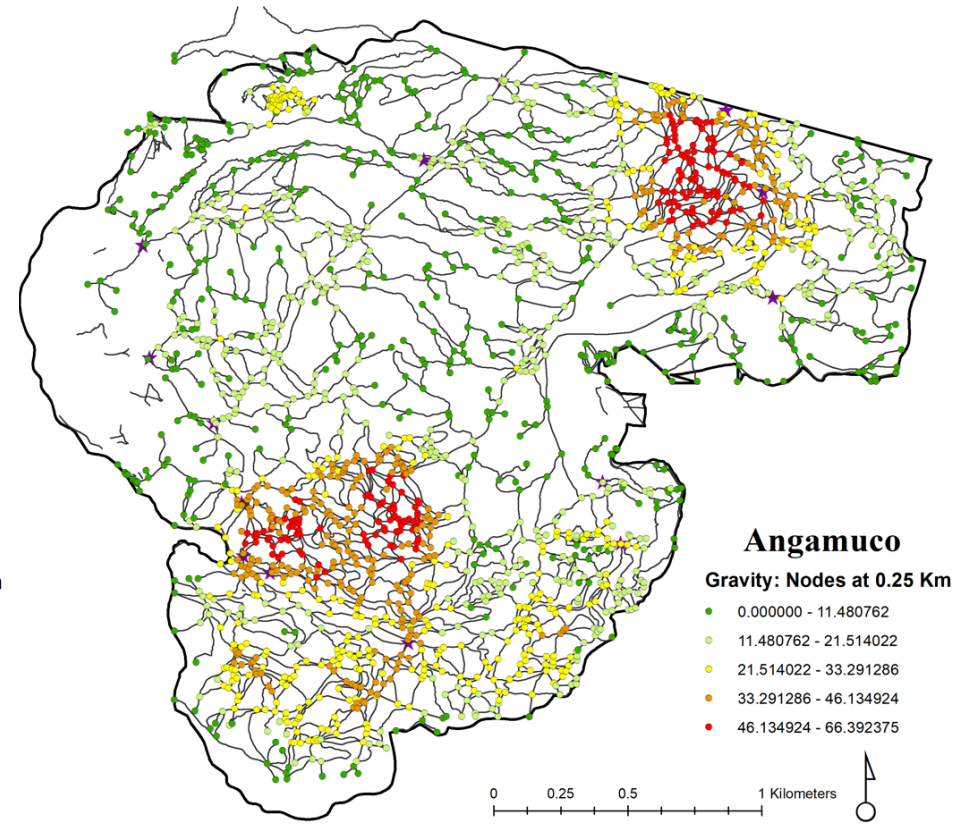 Angamuco
Gravity: Nodes at 0.25 Km
0.000000 - 11.480762
11.480762 - 21.514022
21.514022 - 33.291286
33.291286 - 46.134924
46.134924 - 66.392375
0 0.25 0.5 1 Kilometers